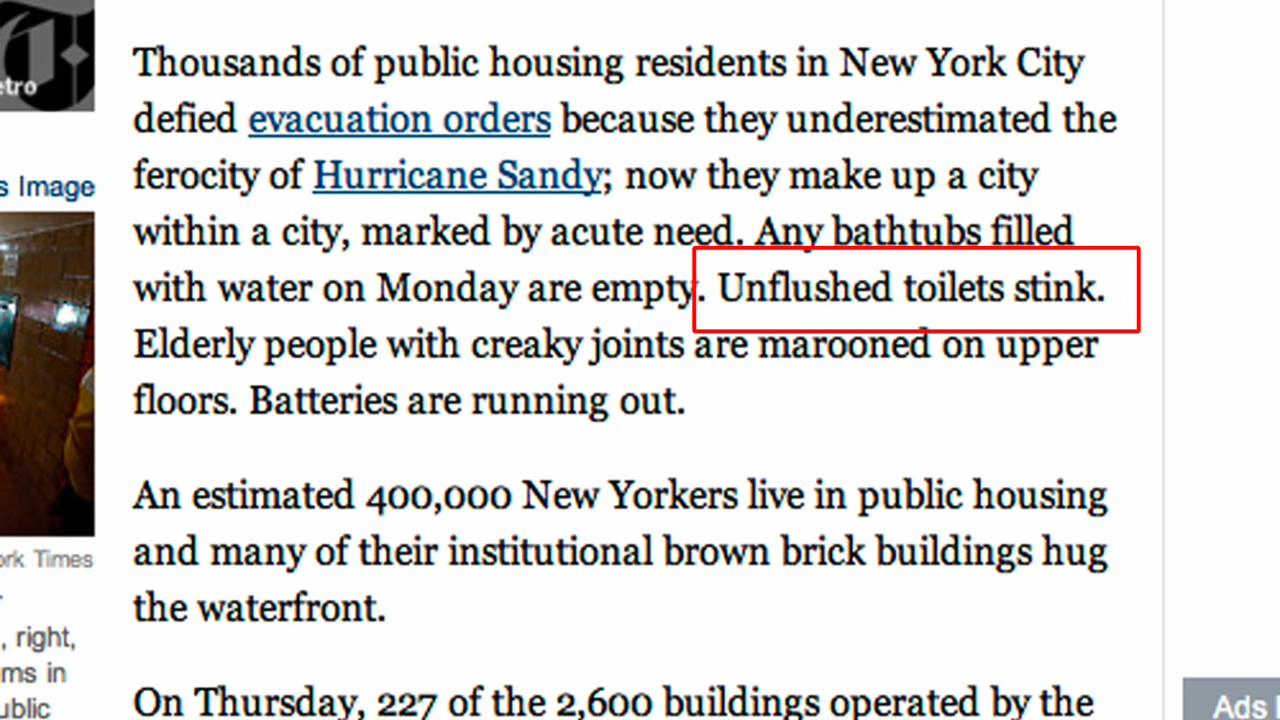 etro
s Image
ork Times
, right,
ms in
ublic
Thousands of public housing residents in New York City
defied evacuation orders because they underestimated the
ferocity of Hurricane Sandy; now they make up a city
within a city, marked by acute need. Any bathtubs filled
with water on Monday are empty. Unflushed toilets stink.
Elderly people with creaky joints are marooned on upper
floors. Batteries are running out.
An estimated 400,000 New Yorkers live in public housing
and many of their institutional brown brick buildings hug
the waterfront.
On Thursday, 227 of the 2,600 buildings operated by the
Ads